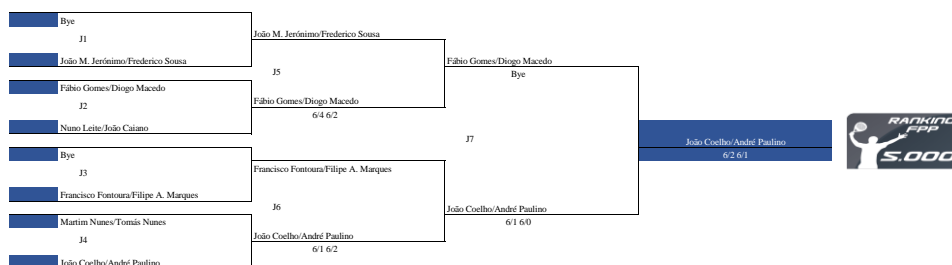 Bye
J1
João M. Jerónimo/Frederico Sousa
Fábio Gomes/Diogo Macedo
J2
Nuno Leite/João Caiano
Bye
J3
Francisco Fontoura/Filipe A. Marques
Martim Nunes/Tomás Nunes
J4
João Coelho/André Paulino
João M. Jerónimo/Frederico Sousa
J5
Fábio Gomes/Diogo Macedo
6/4 6/2
Francisco Fontoura/Filipe A. Marques
J6
João Coelho/André Paulino
6/1 6/2
Fábio Gomes/Diogo Macedo
Bye
J7
João Coelho/André Paulino
6/1 6/0
João Coelho/André Paulino
6/2 6/1
RANKING
FPP
5.000